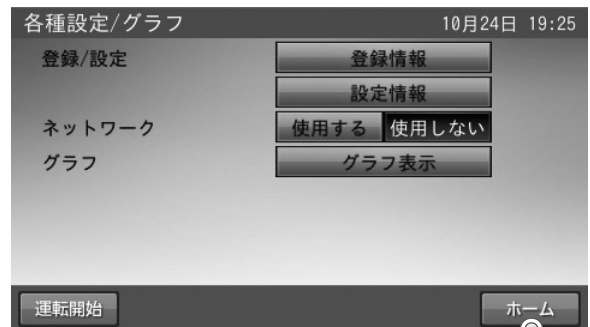 各種設定/グラフ 10月24日 19:25
登録/設定 登録情報
設定情報
ネットワーク 使用する 使用しない
グラフ グラフ表示
運転開始 ホーム